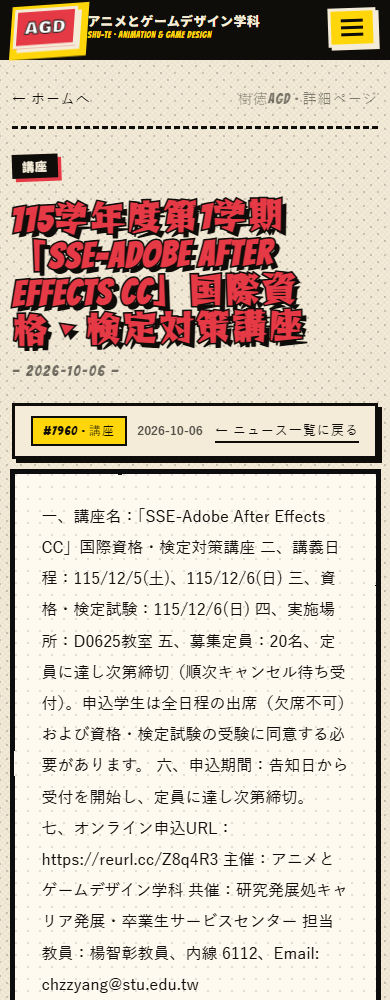 AGD
アニメとゲームデザイン学科
SHU-TE・ANIMATION & GAME DESIGN
← ホームへ
樹德AGD・詳細ページ
講座
115学年度第1学期
「SSE-ADOBE AFTER
EFFECTS CC」国際資
格・検定対策講座
– 2026-10-06 –
#7960・講座
2026-10-06
← ニュース一覧に戻る
一、講座名：「SSE-Adobe After Effects
CC」国際資格・検定対策講座 二、講義日
程：115/12/5(土)、115/12/6(日) 三、資
格・検定試験：115/12/6(日) 四、実施場
所：D0625教室 五、募集定員：20名、定
員に達し次第締切（順次キャンセル待ち受
付）。申込学生は全日程の出席（欠席不可）
および資格・検定試験の受験に同意する必
要があります。 六、申込期間：告知日から
受付を開始し、定員に達し次第締切。
七、オンライン申込URL：
https://reurl.cc/Z8q4R3 主催：アニメと
ゲームデザイン学科 共催：研究発展処キャ
リア発展・卒業生サービスセンター 担当
教員：楊智彰教員、内線 6112、Email:
chzzyang@stu.edu.tw